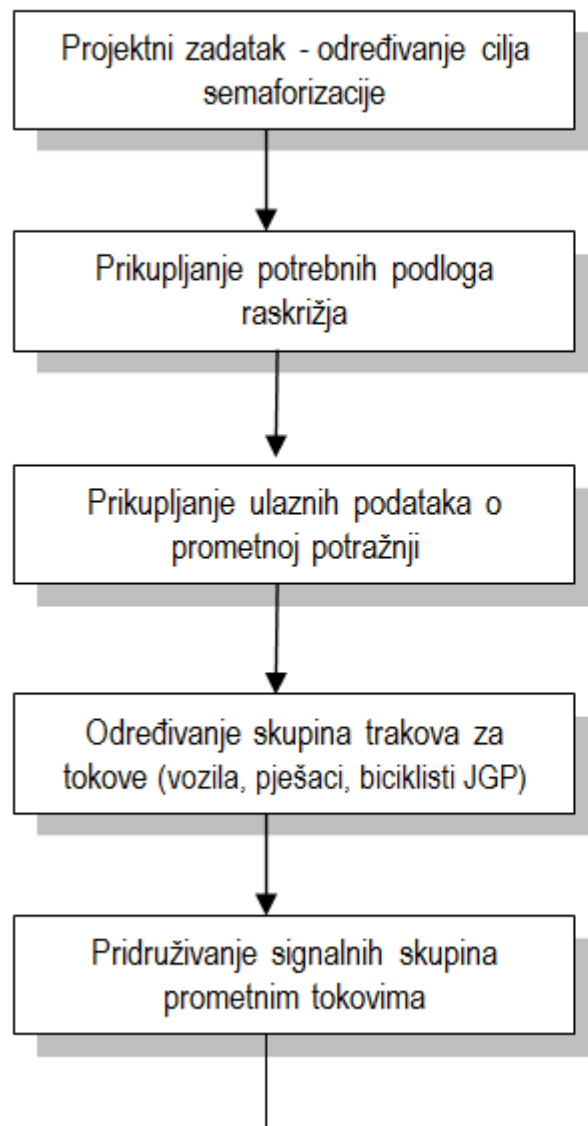 Projektni zadatak - određivanje cilja
semaforizacije
Prikupljanje potrebnih podloga
raskrižja
Prikupljanje ulaznih podataka o
prometnoj potražnji
Određivanje skupina trakova za
tokove (vozila, pješaci, biciklisti JGP)
Pridruživanje signalnih skupina
prometnim tokovima